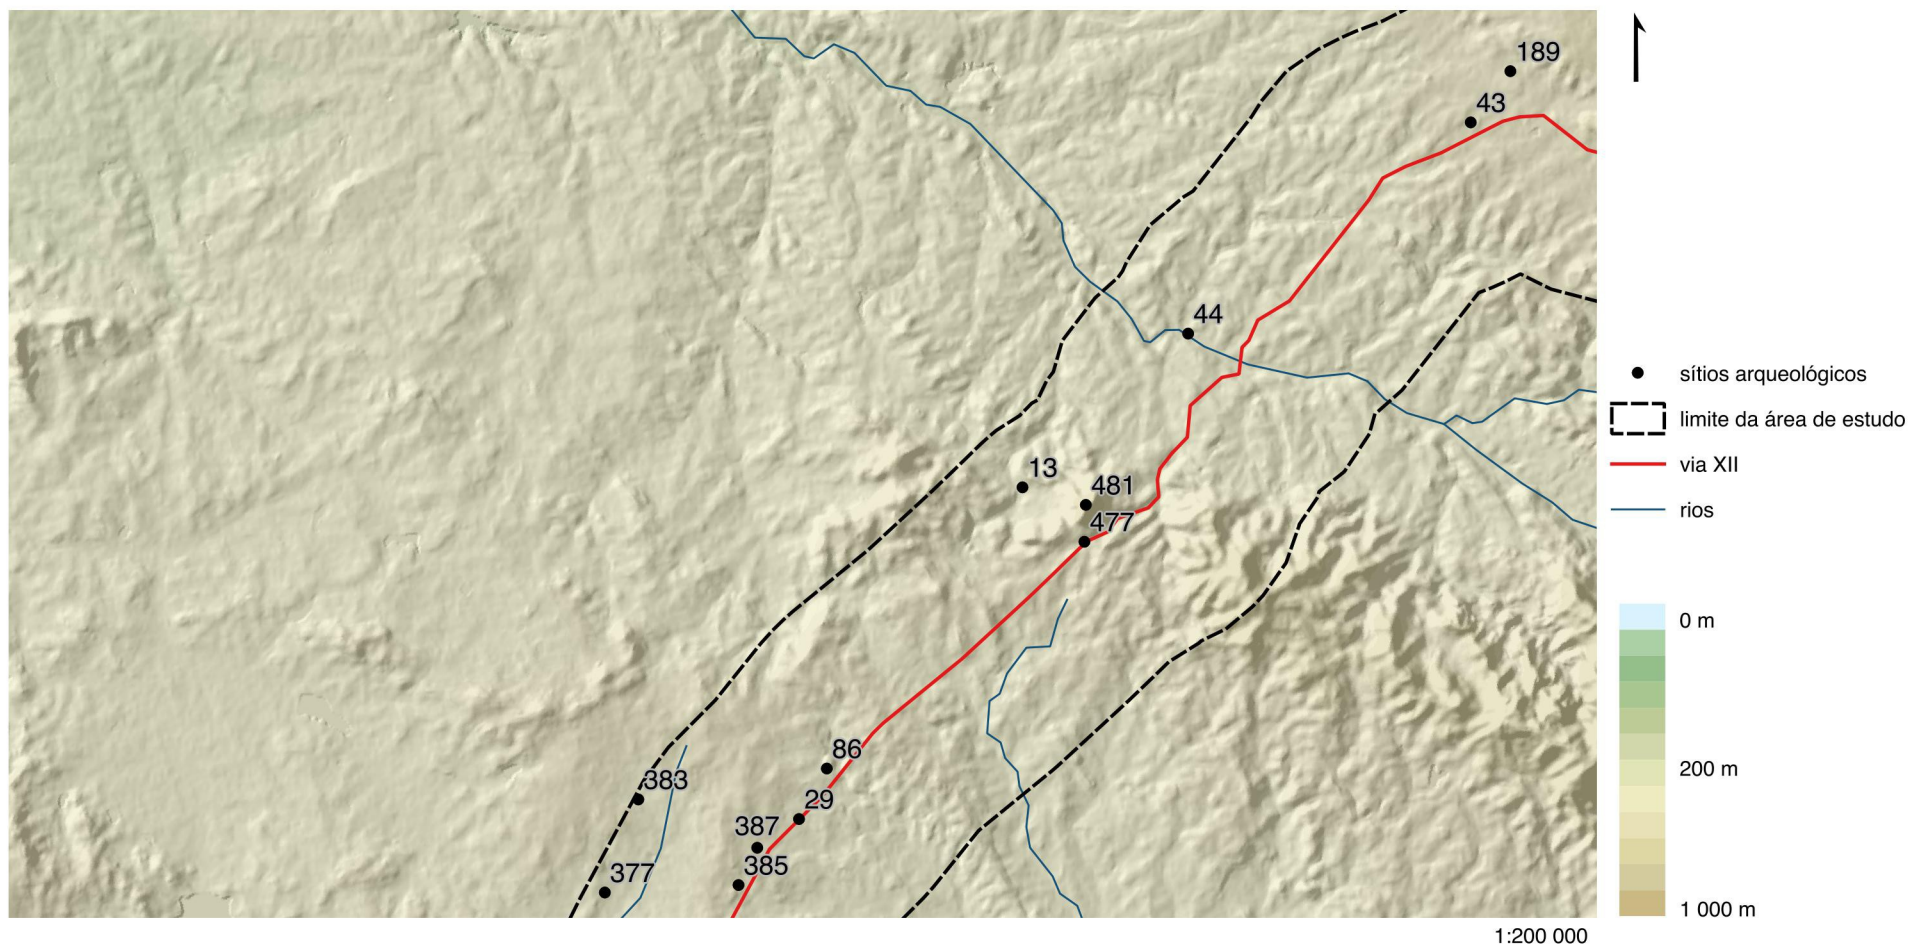 189
43
44
13
481
477
86
383
29
387
377
385
sítios arqueológicos
limite da área de estudo
via XII
rios
0 m
200 m
1 000 m
1:200 000